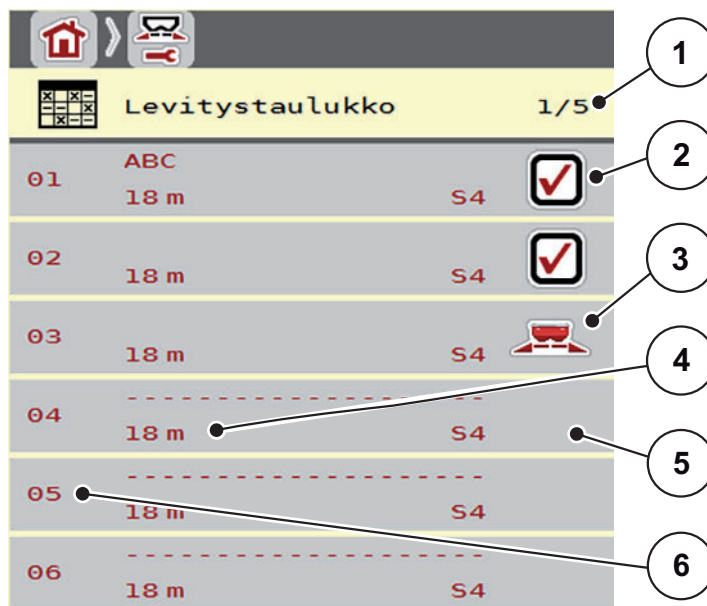 Levitystaulukko 1/5
01 ABC
18 m S4
02
18 m S4
03
18 m S4
04 - - - - - - - - - - - - - - - - - - - -
18 m S4
05 - - - - - - - - - - - - - - - - - - - -
18 m S4
06 - - - - - - - - - - - - - - - - - - - -
18 m S4
1
2
3
4
5
6